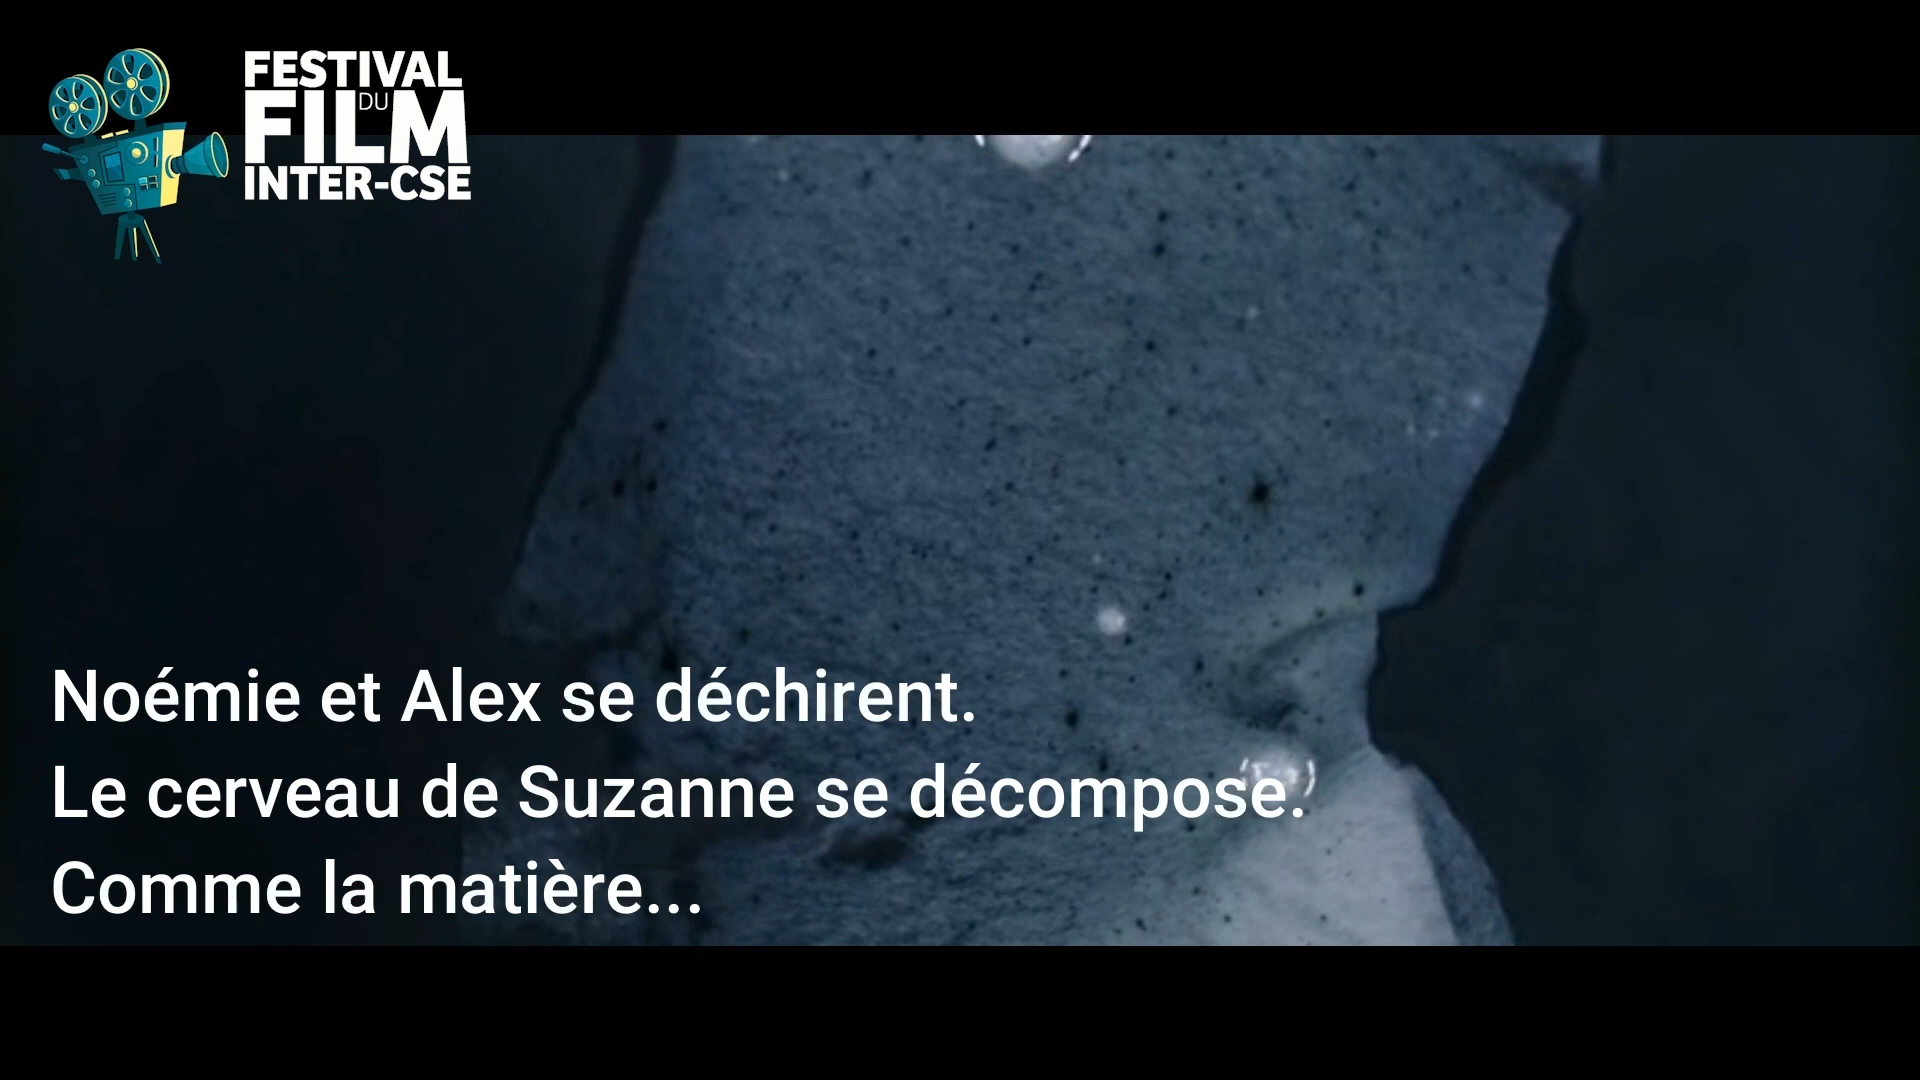 FESTIVAL
DU
FILM
INTER-CSE
Noémie et Alex se déchirent.
Le cerveau de Suzanne se décompose.
Comme la matière...